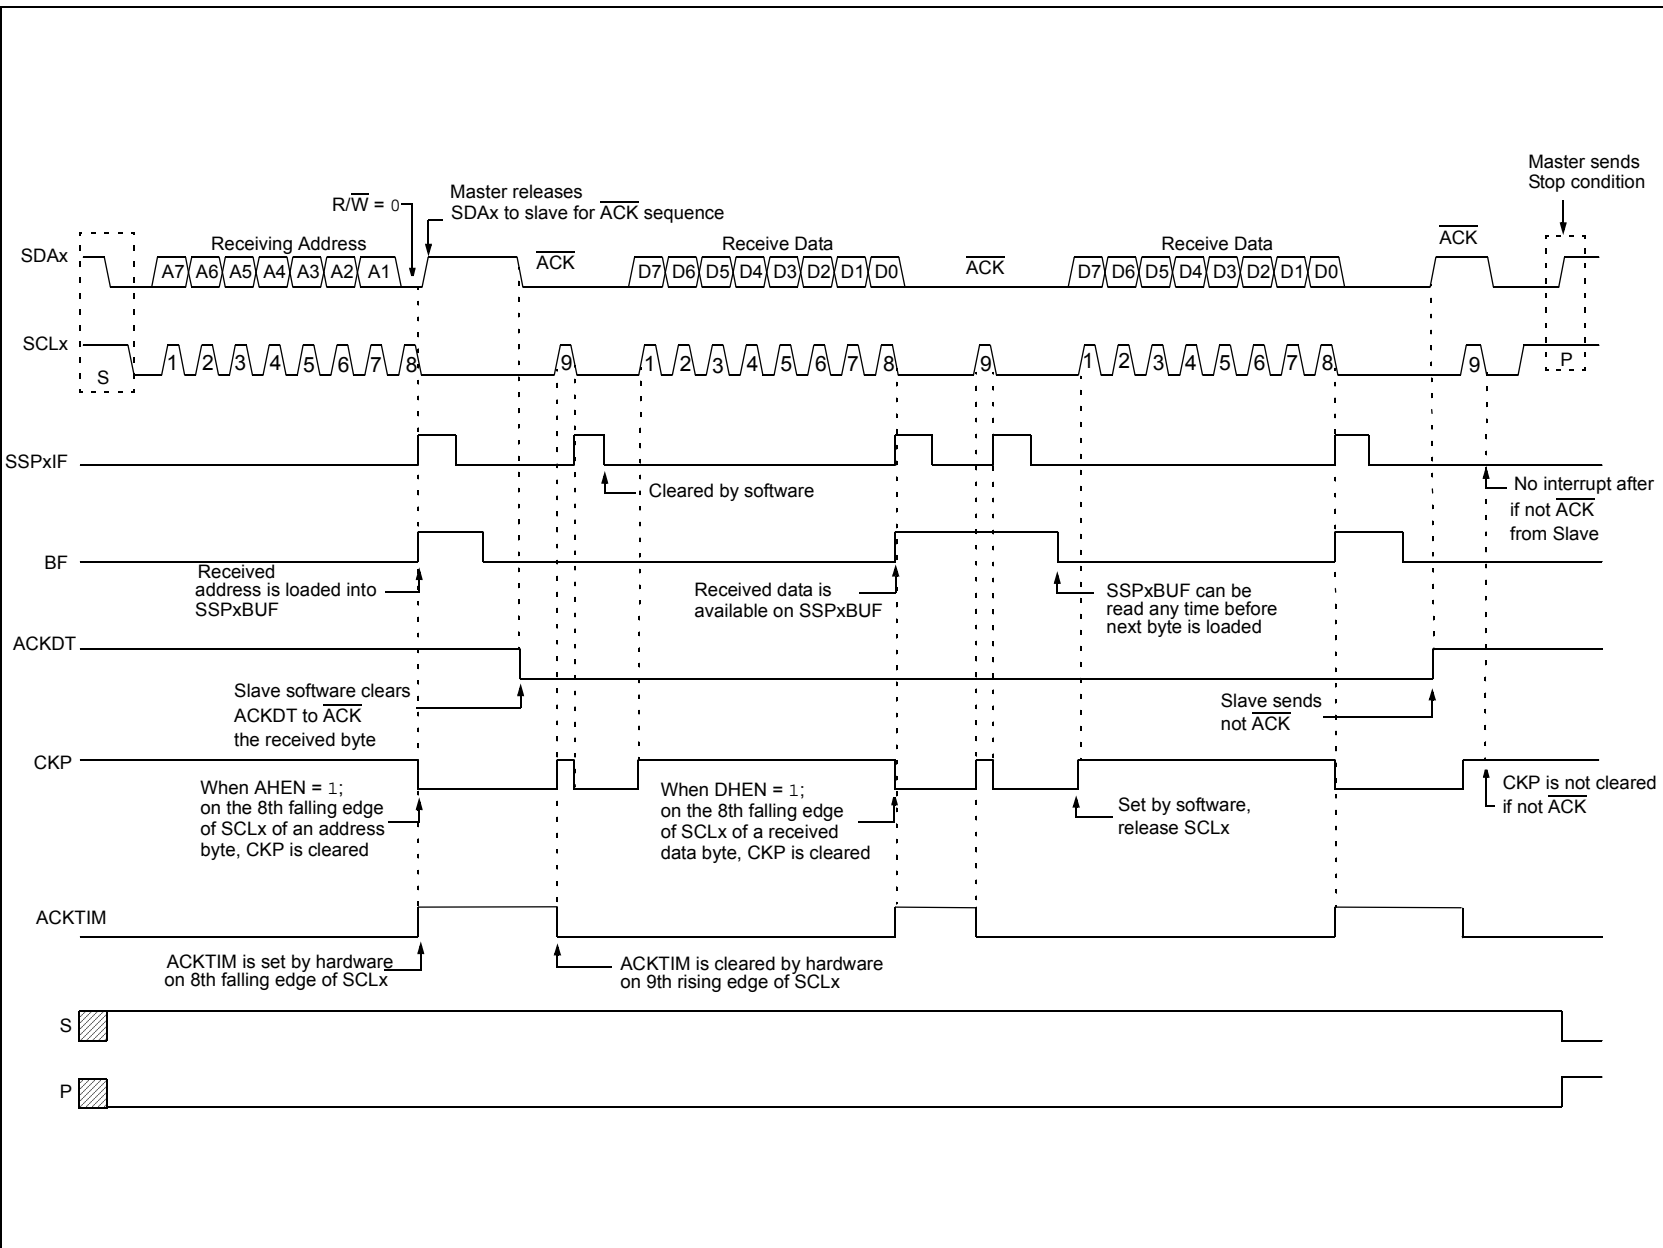 Master sends
Stop condition
Master releases
SDAx to slave for ACK sequence
R/W = 0
SDAx
Receiving Address
ACK
Receive Data
ACK
Receive Data
ACK
A7 A6 A5 A4 A3 A2 A1
D7 D6 D5 D4 D3 D2 D1 D0
D7 D6 D5 D4 D3 D2 D1 D0
SCLx
S
1 2 3 4 5 6 7 8 9
1 2 3 4 5 6 7 8 9
1 2 3 4 5 6 7 8 9
P
SSPxIF
Cleared by software
No interrupt after
if not ACK
from Slave
BF
Received
address is loaded into
SSPxBUF
Received data is
available on SSPxBUF
SSPxBUF can be
read any time before
next byte is loaded
ACKDT
Slave software clears
ACKDT to ACK
the received byte
Slave sends
not ACK
CKP
When AHEN = 1;
on the 8th falling edge
of SCLx of an address
byte, CKP is cleared
When DHEN = 1;
on the 8th falling edge
of SCLx of a received
data byte, CKP is cleared
Set by software,
release SCLx
CKP is not cleared
if not ACK
ACKTIM
ACKTIM is set by hardware
on 8th falling edge of SCLx
ACKTIM is cleared by hardware
on 9th rising edge of SCLx
S
P